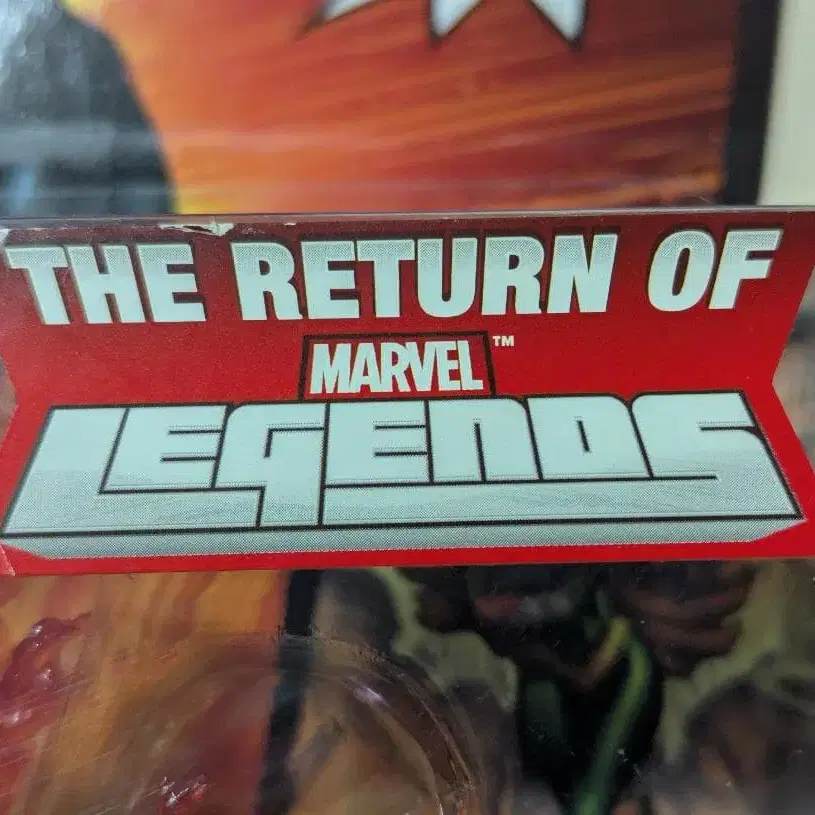 THE RETURN OF
MARVEL™
LEGENDS